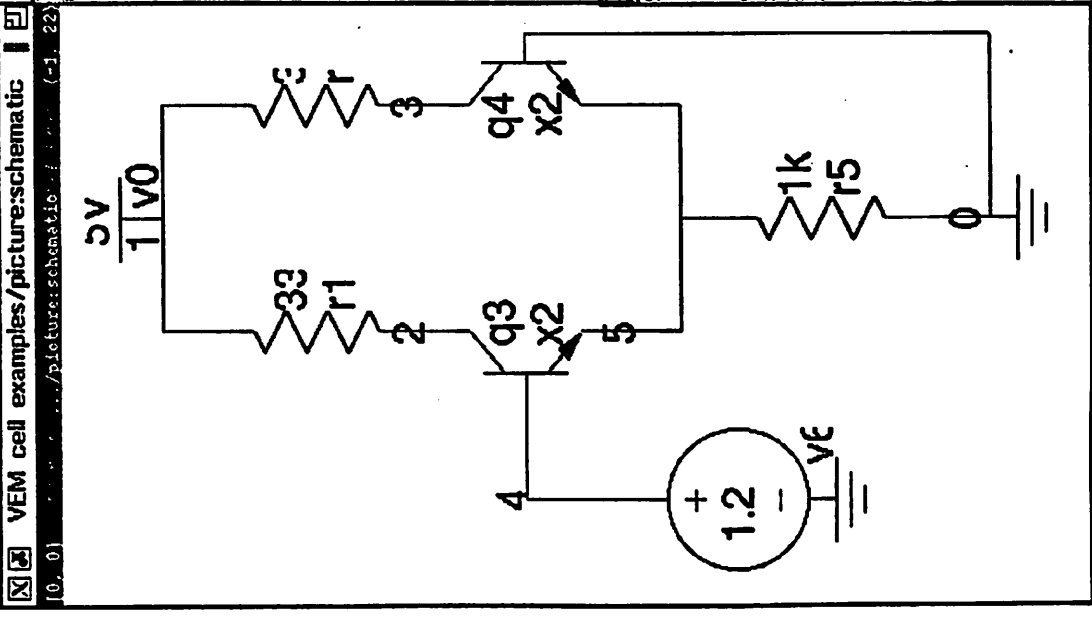 VEM cell examples/picture:schematic
/picture:schematic
[0, 0]
5v
1
v0
33
r1
r
2
3
q3
x2
q4
x2
4
5
+
1.2
−
1k
r5
0